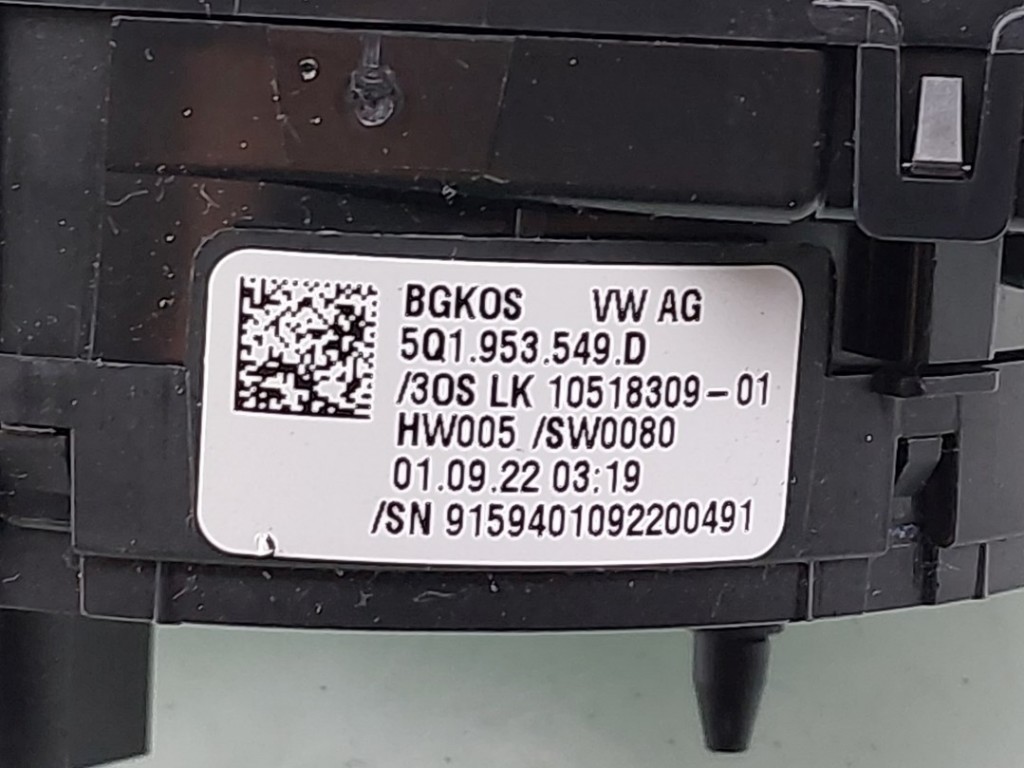 BGKOS VW AG
5Q1.953.549.D
/3OS LK 10518309-01
HW005 /SW0080
01.09.22 03:19
/SN 9159401092200491